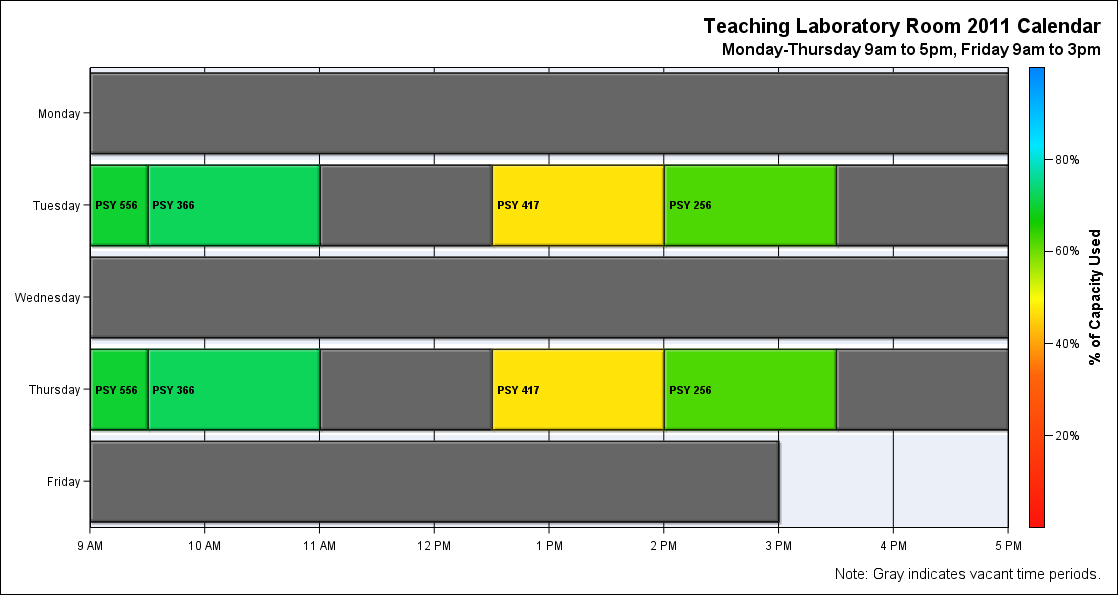 Teaching Laboratory Room 2011 Calendar
Monday-Thursday 9am to 5pm, Friday 9am to 3pm
Monday
Tuesday
PSY 556
PSY 366
PSY 417
PSY 256
Wednesday
Thursday
PSY 556
PSY 366
PSY 417
PSY 256
Friday
9 AM
10 AM
11 AM
12 PM
1 PM
2 PM
3 PM
4 PM
5 PM
80%
60%
40%
20%
% of Capacity Used
Note: Gray indicates vacant time periods.